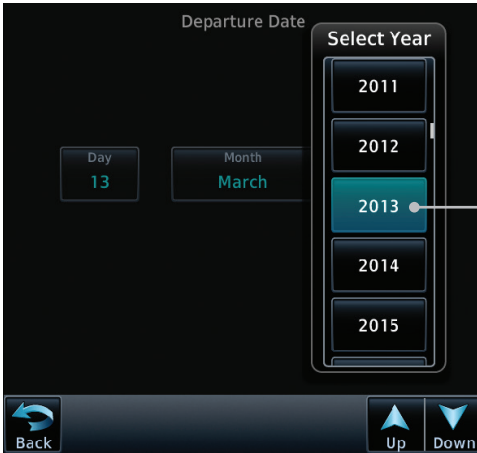 Departure Date
Select Year
2011
2012
2013
2014
2015
Day
13
Month
March
Back
Up
Down